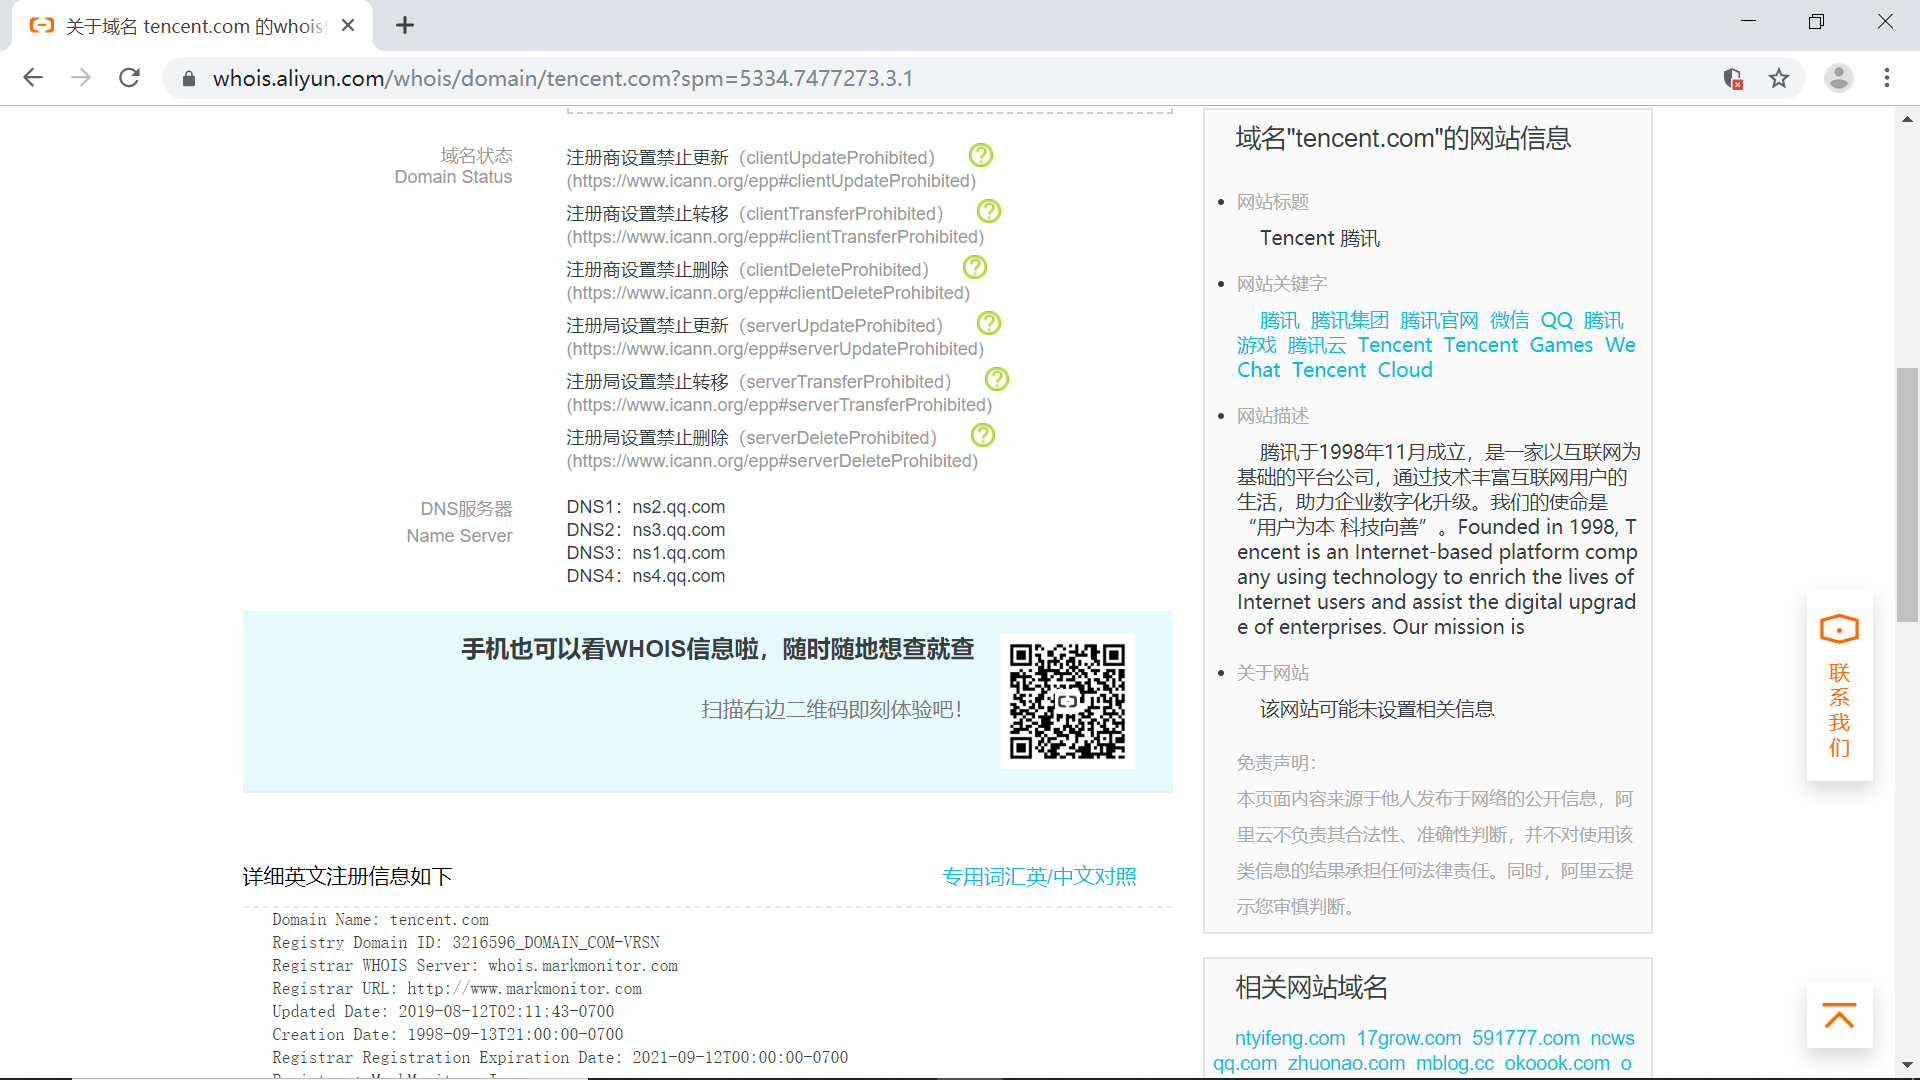 关于域名 tencent.com 的whois
whois.aliyun.com/whois/domain/tencent.com?spm=5334.7477273.3.1
域名状态
Domain Status
注册商设置禁止更新（clientUpdateProhibited）
(https://www.icann.org/epp#clientUpdateProhibited)
注册商设置禁止转移（clientTransferProhibited）
(https://www.icann.org/epp#clientTransferProhibited)
注册商设置禁止删除（clientDeleteProhibited）
(https://www.icann.org/epp#clientDeleteProhibited)
注册局设置禁止更新（serverUpdateProhibited）
(https://www.icann.org/epp#serverUpdateProhibited)
注册局设置禁止转移（serverTransferProhibited）
(https://www.icann.org/epp#serverTransferProhibited)
注册局设置禁止删除（serverDeleteProhibited）
(https://www.icann.org/epp#serverDeleteProhibited)
DNS服务器
Name Server
DNS1：ns2.qq.com
DNS2：ns3.qq.com
DNS3：ns1.qq.com
DNS4：ns4.qq.com
手机也可以看WHOIS信息啦，随时随地想查就查
扫描右边二维码即刻体验吧！
详细英文注册信息如下
专用词汇英/中文对照
Domain Name: tencent.com
Registry Domain ID: 3216596_DOMAIN_COM-VRSN
Registrar WHOIS Server: whois.markmonitor.com
Registrar URL: http://www.markmonitor.com
Updated Date: 2019-08-12T02:11:43-0700
Creation Date: 1998-09-13T21:00:00-0700
Registrar Registration Expiration Date: 2021-09-12T00:00:00-0700
域名"tencent.com"的网站信息
网站标题
Tencent 腾讯
网站关键字
腾讯 腾讯集团 腾讯官网 微信 QQ 腾讯
游戏 腾讯云 Tencent Tencent Games We
Chat Tencent Cloud
网站描述
腾讯于1998年11月成立，是一家以互联网为
基础的平台公司，通过技术丰富互联网用户的
生活，助力企业数字化升级。我们的使命是
“用户为本 科技向善”。Founded in 1998, T
encent is an Internet-based platform comp
any using technology to enrich the lives of
Internet users and assist the digital upgrad
e of enterprises. Our mission is
关于网站
该网站可能未设置相关信息
免责声明：
本页面内容来源于他人发布于网络的公开信息，阿
里云不负责其合法性、准确性判断，并不对使用该
类信息的结果承担任何法律责任。同时，阿里云提
示您审慎判断。
相关网站域名
ntyifeng.com 17grow.com 591777.com ncws
qq.com zhuonao.com mblog.cc okoook.com o
联
系
我
们